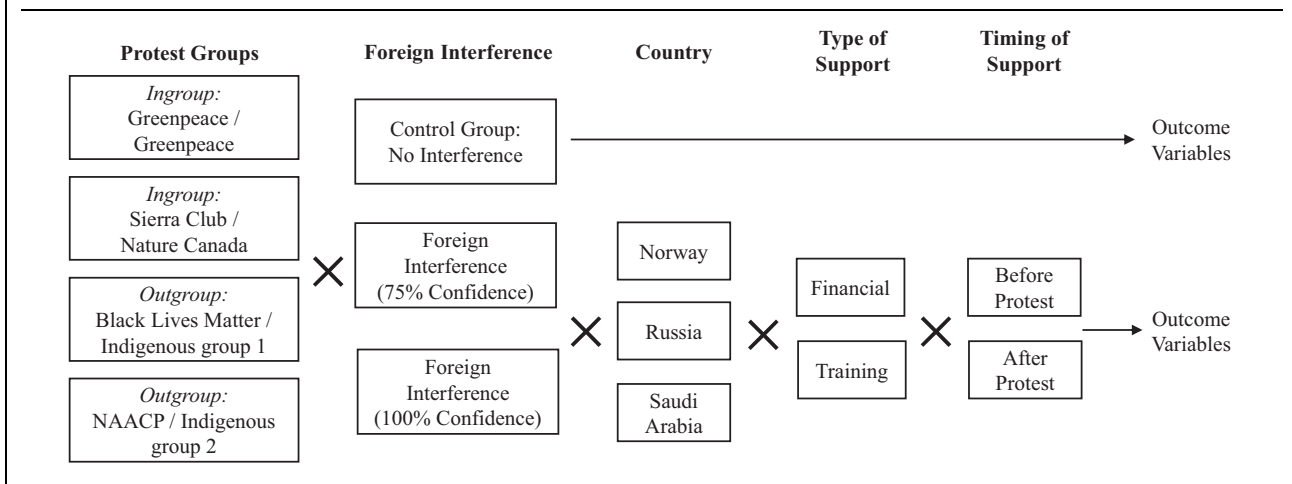 Protest Groups
Foreign Interference
Country
Type of
Support
Timing of
Support
Ingroup:
Greenpeace /
Greenpeace
Ingroup:
Sierra Club /
Nature Canada
Outgroup:
Black Lives Matter /
Indigenous group 1
Outgroup:
NAACP / Indigenous
group 2
Control Group:
No Interference
Foreign
Interference
(75% Confidence)
Foreign
Interference
(100% Confidence)
Norway
Russia
Saudi
Arabia
Financial
Training
Before
Protest
After
Protest
Outcome
Variables
Outcome
Variables